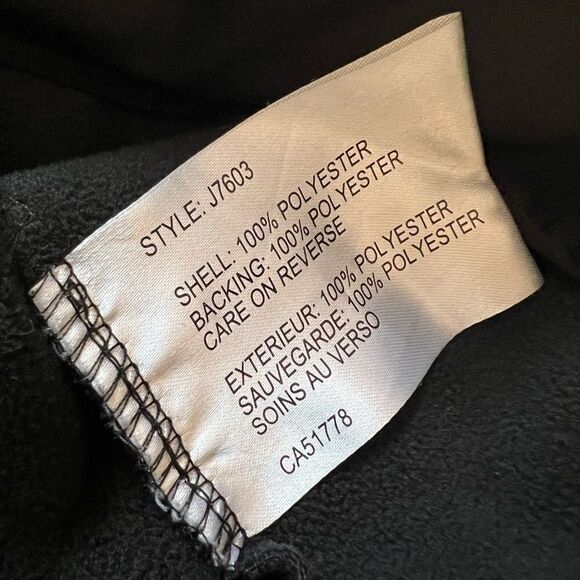 STYLE: J7603
SHELL: 100% POLYESTER
BACKING: 100% POLYESTER
CARE ON REVERSE
EXTERIEUR: 100% POLYESTER
SAUVEGARDE: 100% POLYESTER
SOINS AU VERSO
CA51778